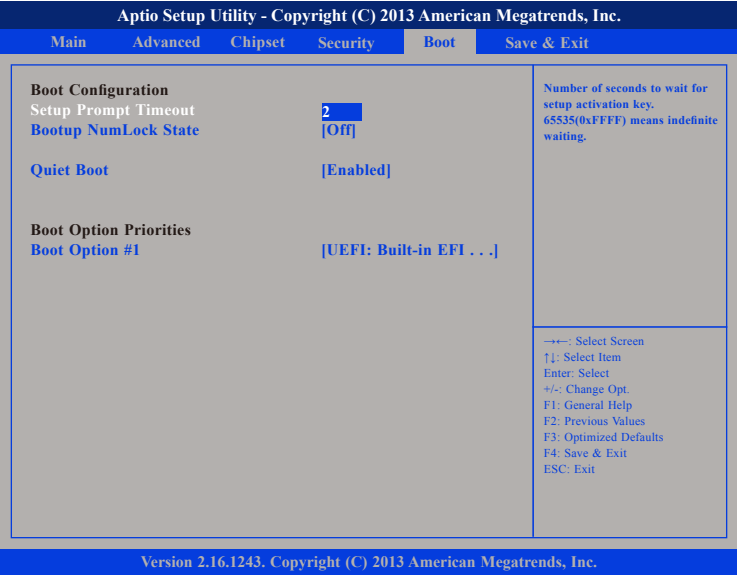 Aptio Setup Utility - Copyright (C) 2013 American Megatrends, Inc.
Main Advanced Chipset Security Boot Save & Exit
Boot Configuration
Setup Prompt Timeout 2
Bootup NumLock State [Off]
Quiet Boot [Enabled]
Boot Option Priorities
Boot Option #1 [UEFI: Built-in EFI . . .]
Number of seconds to wait for
setup activation key.
65535(0xFFFF) means indefinite
waiting.
→←: Select Screen
↑↓: Select Item
Enter: Select
+/-: Change Opt.
F1: General Help
F2: Previous Values
F3: Optimized Defaults
F4: Save & Exit
ESC: Exit
Version 2.16.1243. Copyright (C) 2013 American Megatrends, Inc.